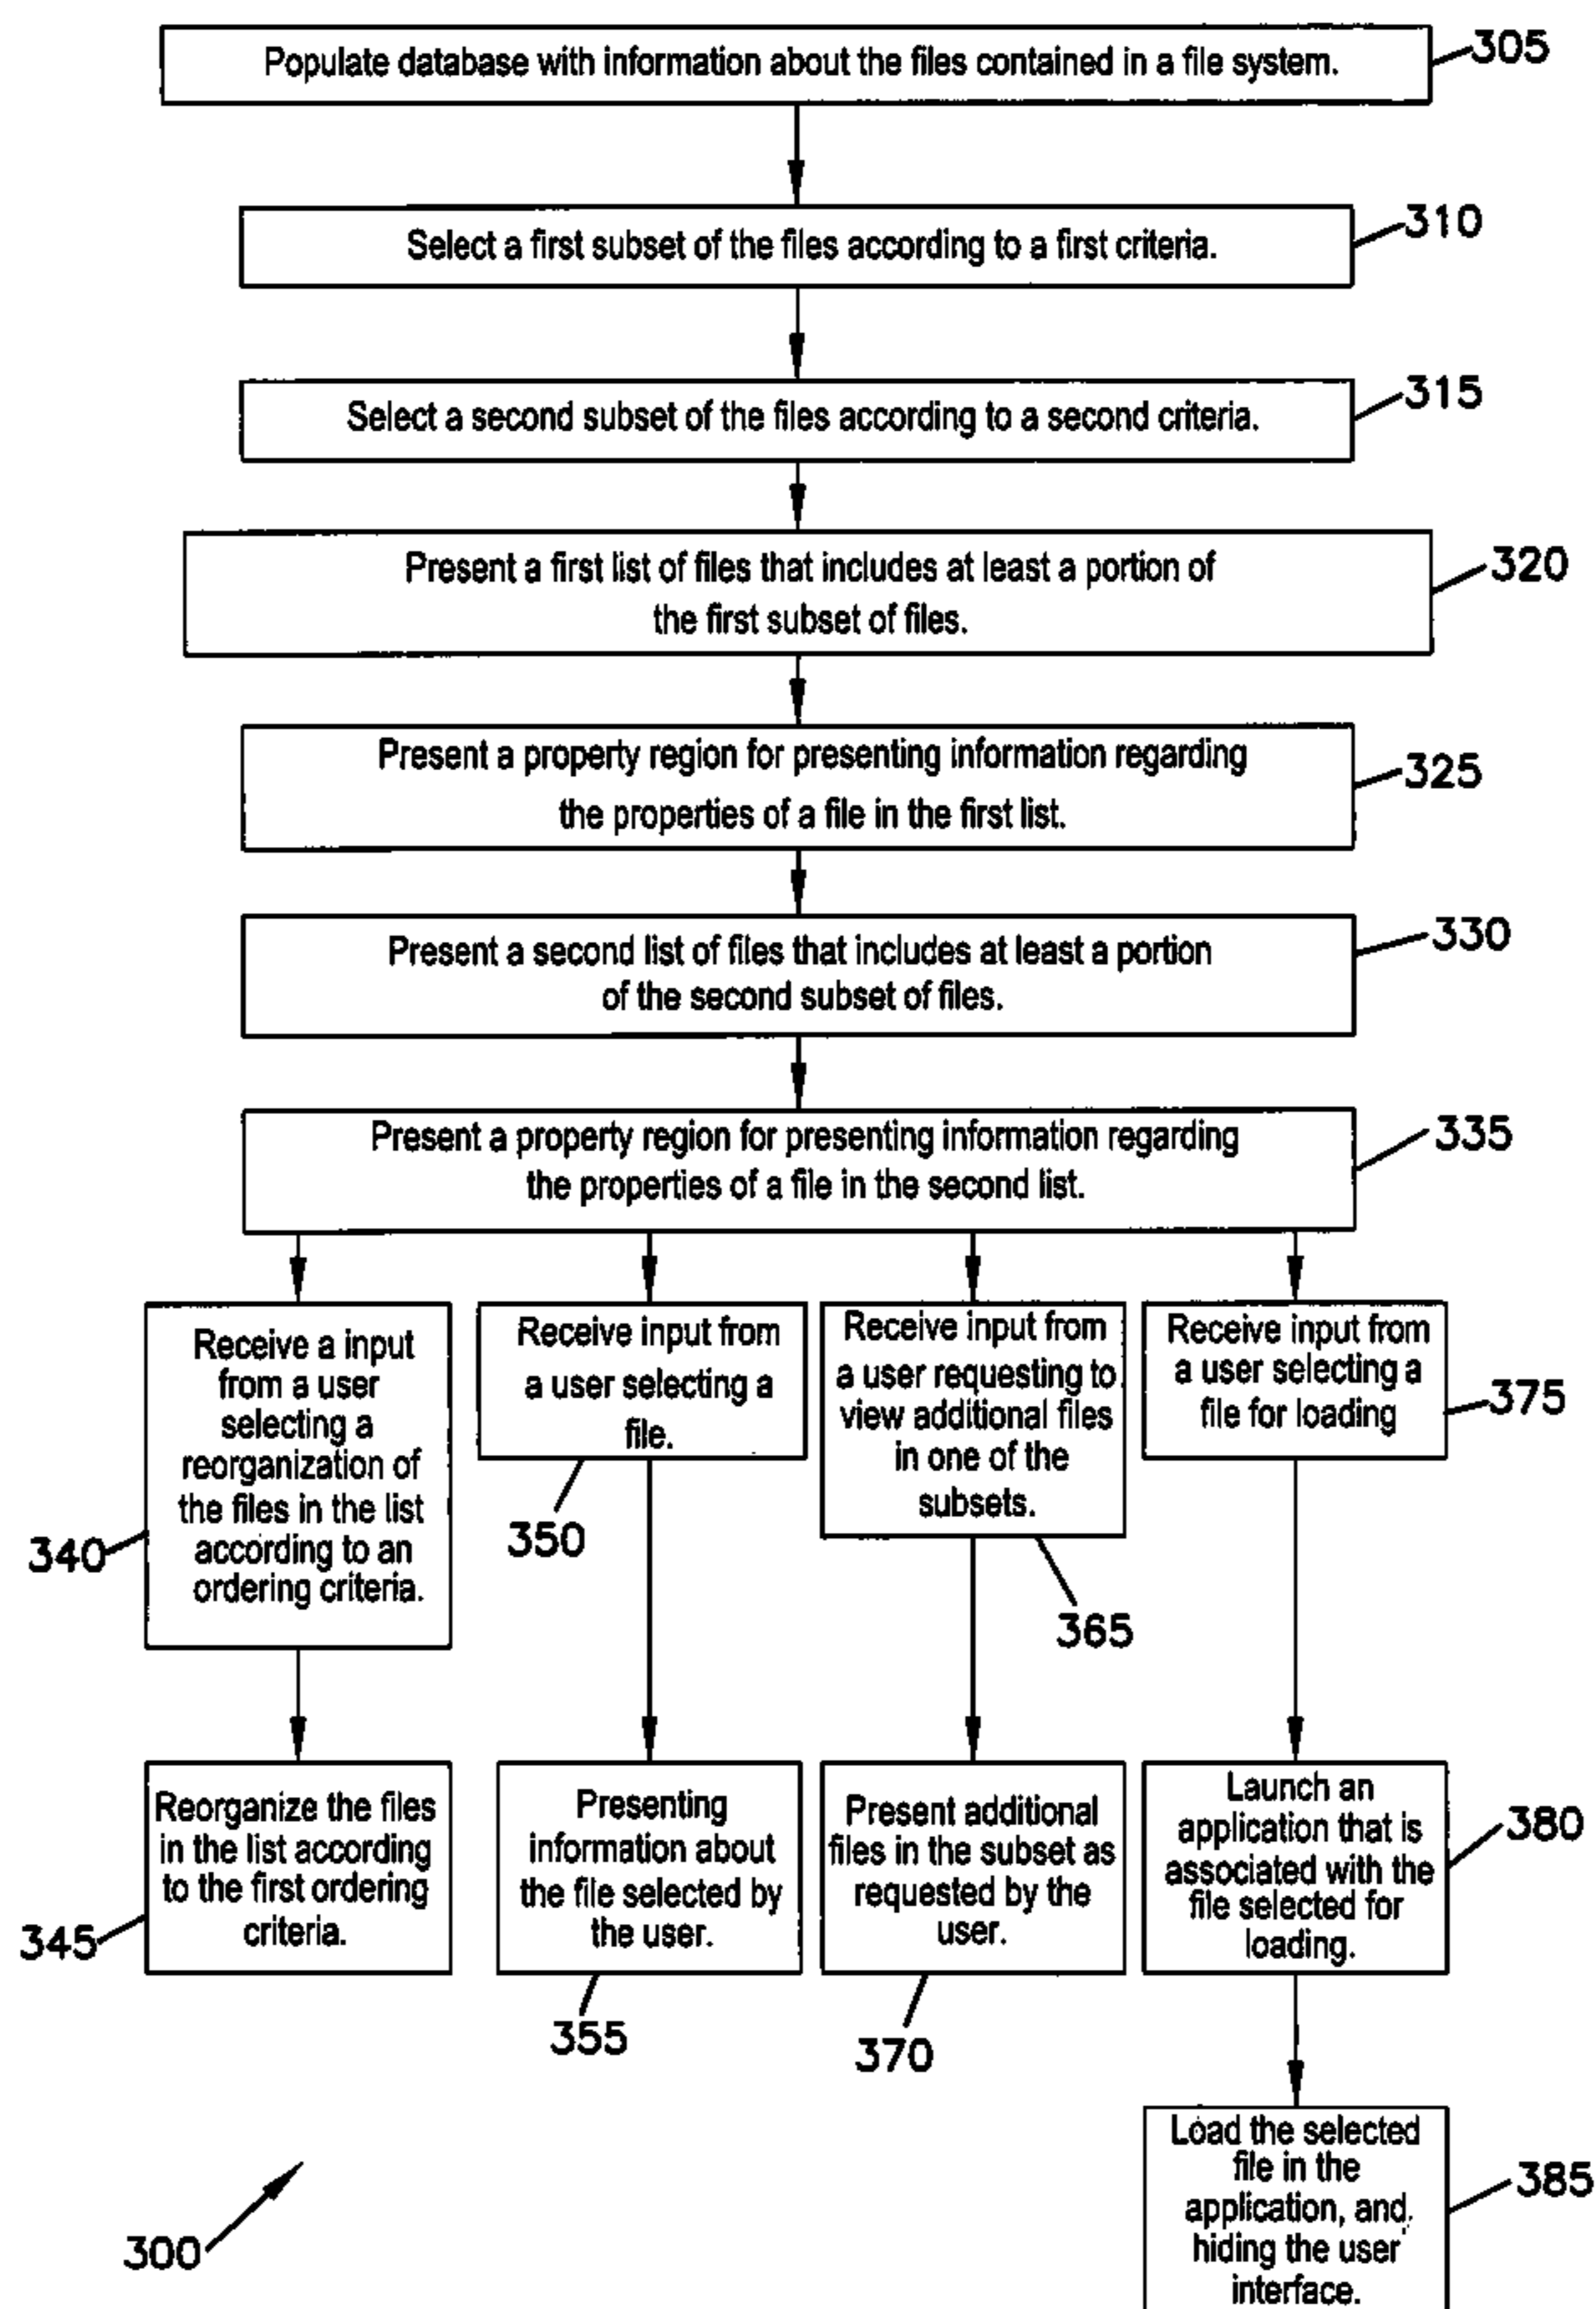 Populate database with information about the files contained in a file system.
305
Select a first subset of the files according to a first criteria.
310
Select a second subset of the files according to a second criteria.
315
Present a first list of files that includes at least a portion of
the first subset of files.
320
Present a property region for presenting information regarding
the properties of a file in the first list.
325
Present a second list of files that includes at least a portion
of the second subset of files.
330
Present a property region for presenting information regarding
the properties of a file in the second list.
335
Receive a input
from a user
selecting a
reorganization of
the files in the list
according to an
ordering criteria.
340
Receive input from
a user selecting a
file.
350
Receive input from
a user requesting to
view additional files
in one of the
subsets.
365
Receive input from
a user selecting a
file for loading
375
Reorganize the files
in the list according
to the first ordering
criteria.
345
Presenting
information about
the file selected by
the user.
355
Present additional
files in the subset as
requested by the
user.
370
Launch an
application that is
associated with the
file selected for
loading.
380
Load the selected
file in the
application, and
hiding the user
interface.
385
300